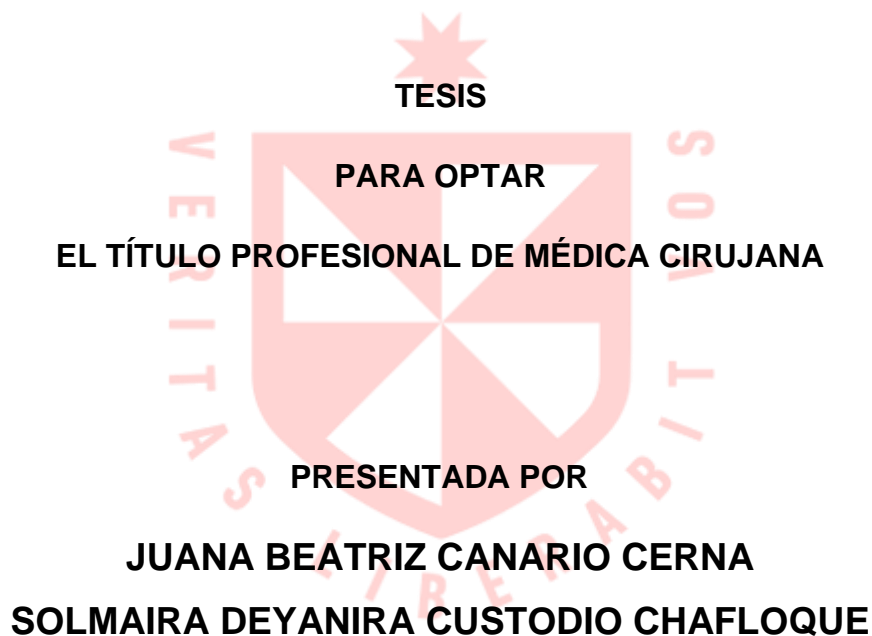 TESIS
PARA OPTAR
EL TÍTULO PROFESIONAL DE MÉDICA CIRUJANA
PRESENTADA POR
JUANA BEATRIZ CANARIO CERNA
SOLMAIRA DEYANIRA CUSTODIO CHAFLOQUE
VERITAS LIBERABIT VOS